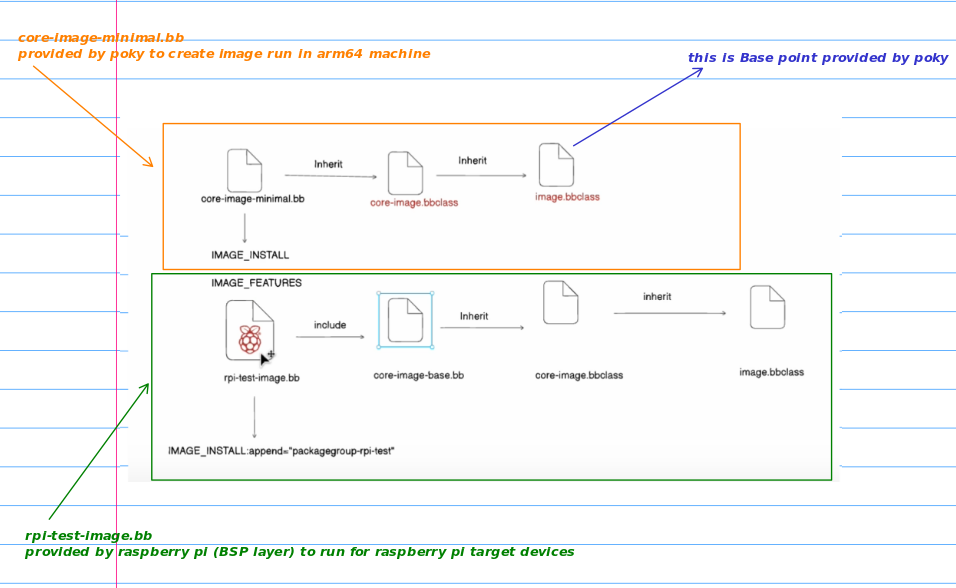 core-image-minimal.bb
provided by poky to create image run in arm64 machine
this is Base point provided by poky
Inherit
Inherit
core-image-minimal.bb
core-image.bbclass
image.bbclass
IMAGE_INSTALL
IMAGE_FEATURES
include
Inherit
inherit
rpi-test-image.bb
core-image-base.bb
core-image.bbclass
image.bbclass
IMAGE_INSTALL:append="packagegroup-rpi-test"
rpi-test-image.bb
provided by raspberry pi (BSP layer) to run for raspberry pi target devices